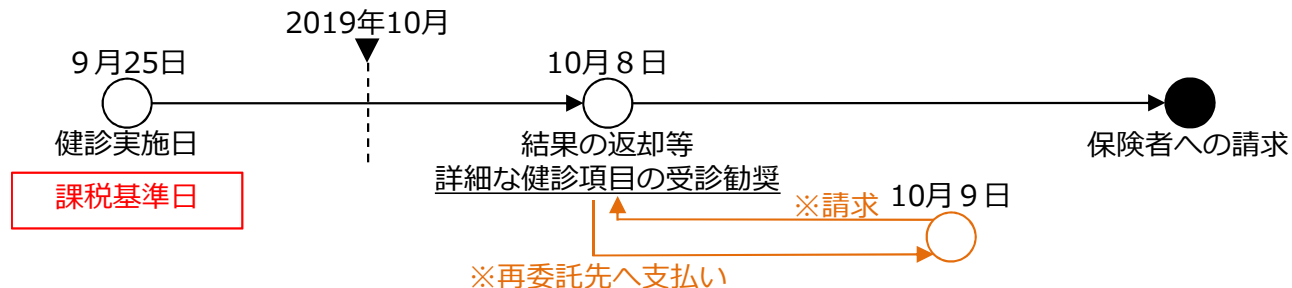 2019年10月
9月25日
10月8日
健診実施日
結果の返却等
保険者への請求
課税基準日
詳細な健診項目の受診勧奨
※請求
10月9日
※再委託先へ支払い